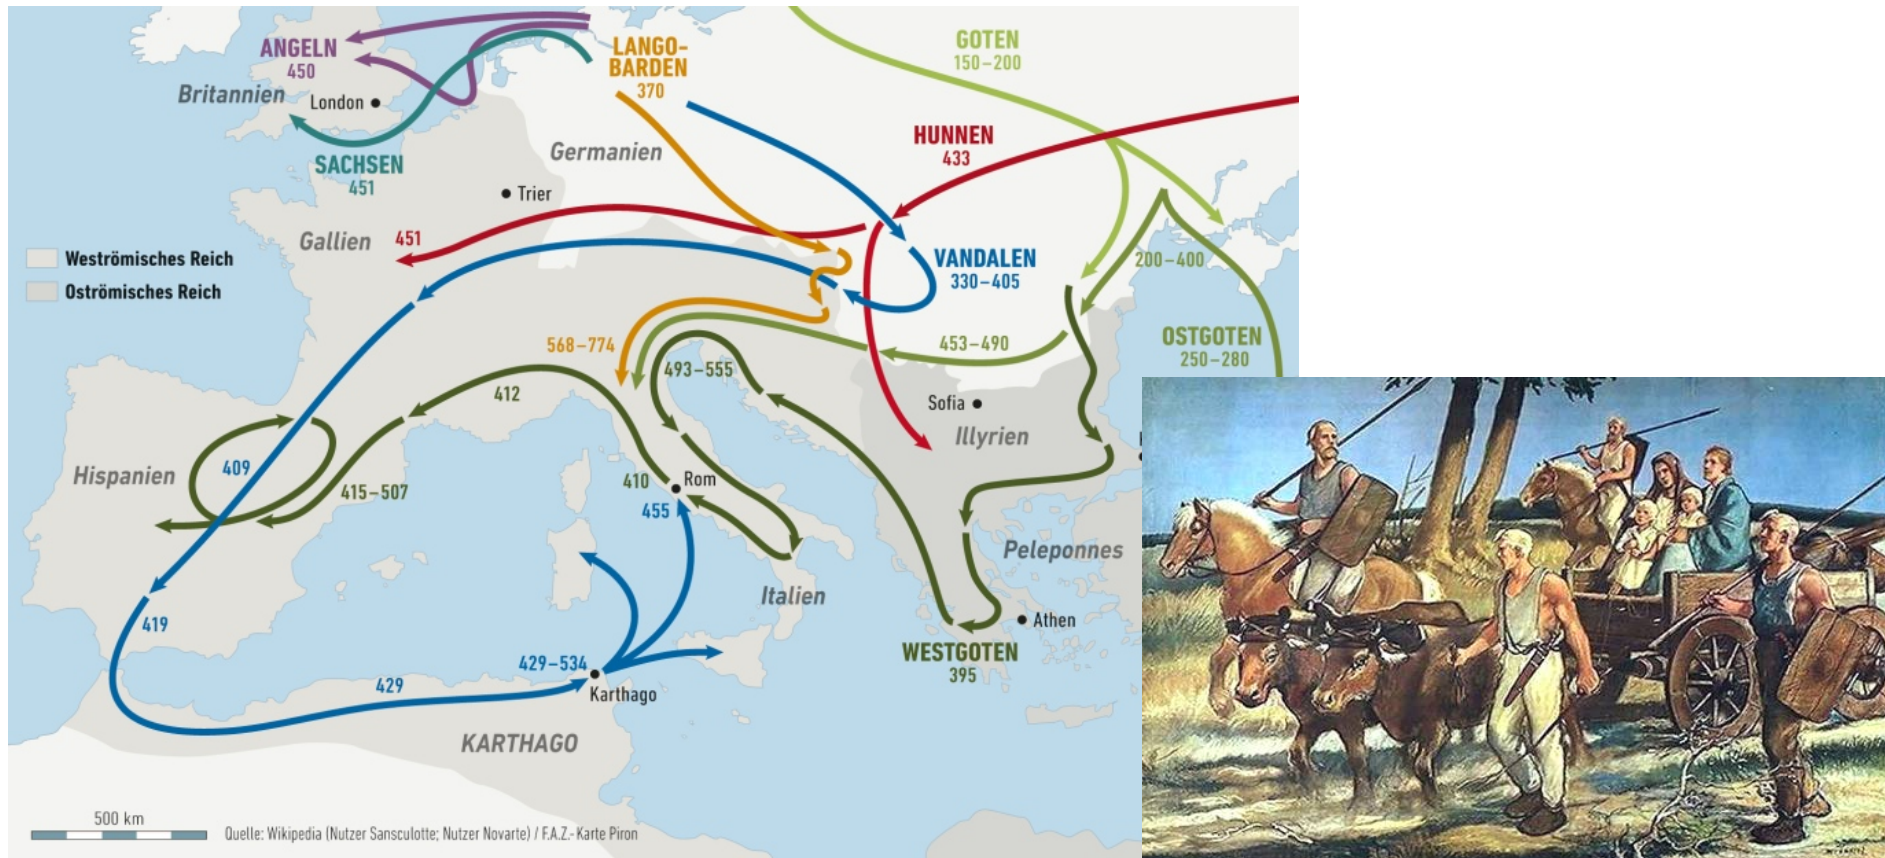 ANGELN
450
Britannien
London
SACHSEN
451
LANGO-
BARDEN
370
Germanien
GOTEN
150–200
HUNNEN
433
Trier
Gallien
451
Weströmisches Reich
Oströmisches Reich
VANDALEN
330–405
200–400
OSTGOTEN
250–280
568–774
453–490
493–555
412
Sofia
Illyrien
Hispanien
409
415–507
410
Rom
455
Peleponnes
Italien
Athen
419
WESTGOTEN
395
429–534
429
Karthago
KARTHAGO
500 km
Quelle: Wikipedia (Nutzer Sansculotte; Nutzer Novarte) / F.A.Z.-Karte Piron